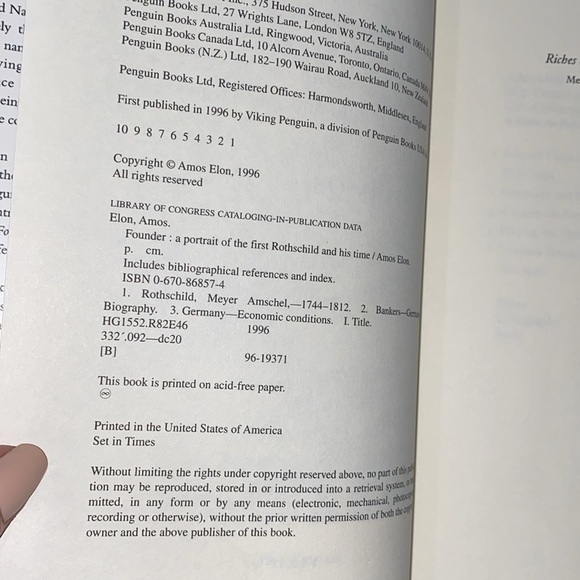 375 Hudson Street, New York, New York
Penguin Books Ltd, 27 Wrights Lane, London W8 5TZ, England
Penguin Books Australia Ltd, Ringwood, Victoria, Australia
Penguin Books Canada Ltd, 10 Alcorn Avenue, Toronto, Ontario, Canada
Penguin Books (N.Z.) Ltd, 182–190 Wairau Road, Auckland 10, New Zealand
Penguin Books Ltd, Registered Offices: Harmondsworth, Middlesex, England
First published in 1996 by Viking Penguin, a division of Penguin Books
10 9 8 7 6 5 4 3 2 1
Copyright © Amos Elon, 1996
All rights reserved
LIBRARY OF CONGRESS CATALOGING-IN-PUBLICATION DATA
Elon, Amos.
Founder : a portrait of the first Rothschild and his time / Amos Elon.
p. cm.
Includes bibliographical references and index.
ISBN 0-670-86857-4
1. Rothschild, Meyer Amschel,—1744–1812. 2. Bankers—
Biography. 3. Germany—Economic conditions. I. Title.
HG1552.R82E46 1996
332´.092—dc20
[B] 96-19371
This book is printed on acid-free paper.
♾
Printed in the United States of America
Set in Times
Without limiting the rights under copyright reserved above, no part of this
tion may be reproduced, stored in or introduced into a retrieval system,
mitted, in any form or by any means (electronic, mechanical,
recording or otherwise), without the prior written permission of both the
owner and the above publisher of this book.
Riches